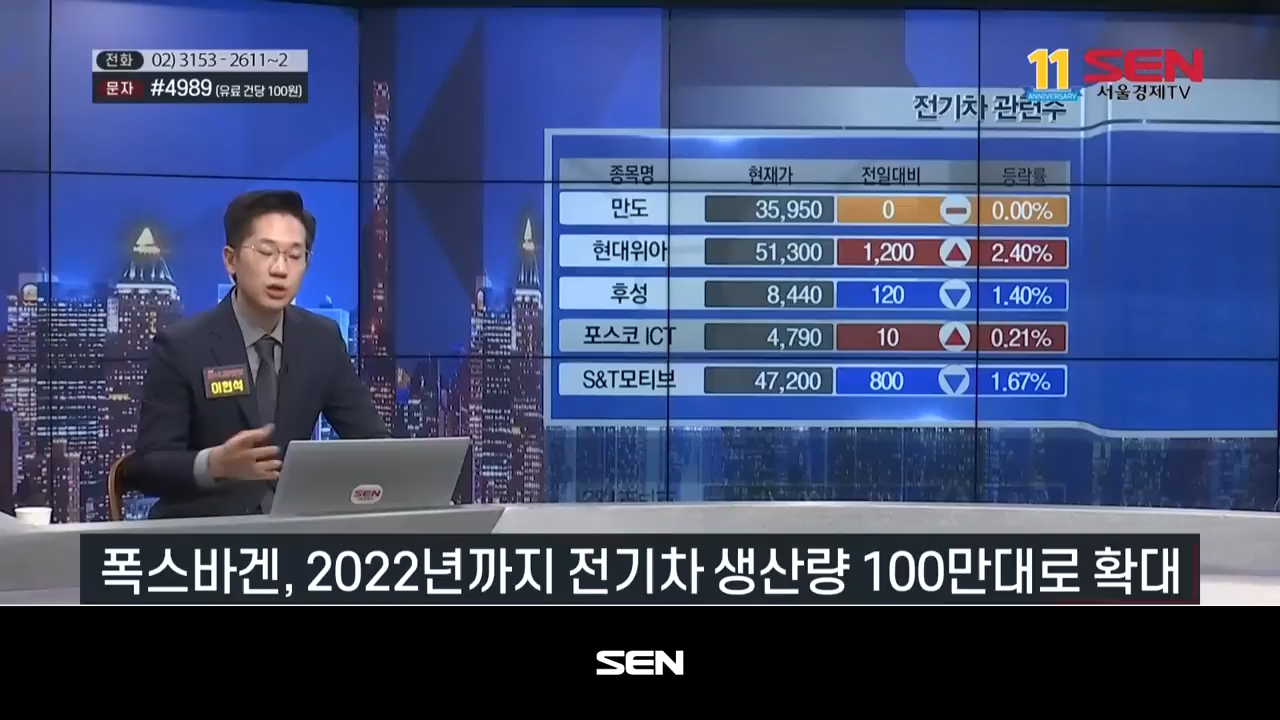 전화 02) 3153 - 2611~2
문자 #4989 (유료 건당 100원)
11 SEN
ANNIVERSARY 서울경제TV
전기차 관련주
종목명 현재가 전일대비 등락률
만도 35,950 0 0.00%
현대위아 51,300 1,200 ▲ 2.40%
후성 8,440 120 ▽ 1.40%
포스코 ICT 4,790 10 ▲ 0.21%
S&T모티브 47,200 800 ▽ 1.67%
이헌석
SEN
폭스바겐, 2022년까지 전기차 생산량 100만대로 확대
SEN